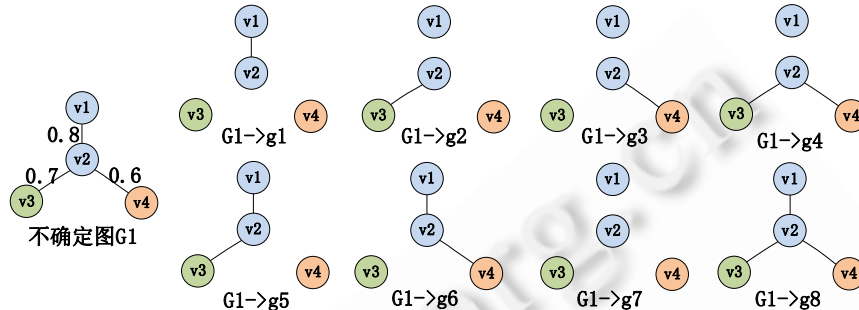 v1
0.8
v2
0.7
0.6
v3
v4
不确定图G1
v1
v2
v3
v4
G1->g1
v1
v2
v3
v4
G1->g2
v1
v2
v3
v4
G1->g3
v1
v2
v3
v4
G1->g4
v1
v2
v3
v4
G1->g5
v1
v2
v3
v4
G1->g6
v1
v2
v3
v4
G1->g7
v1
v2
v3
v4
G1->g8
org.cn